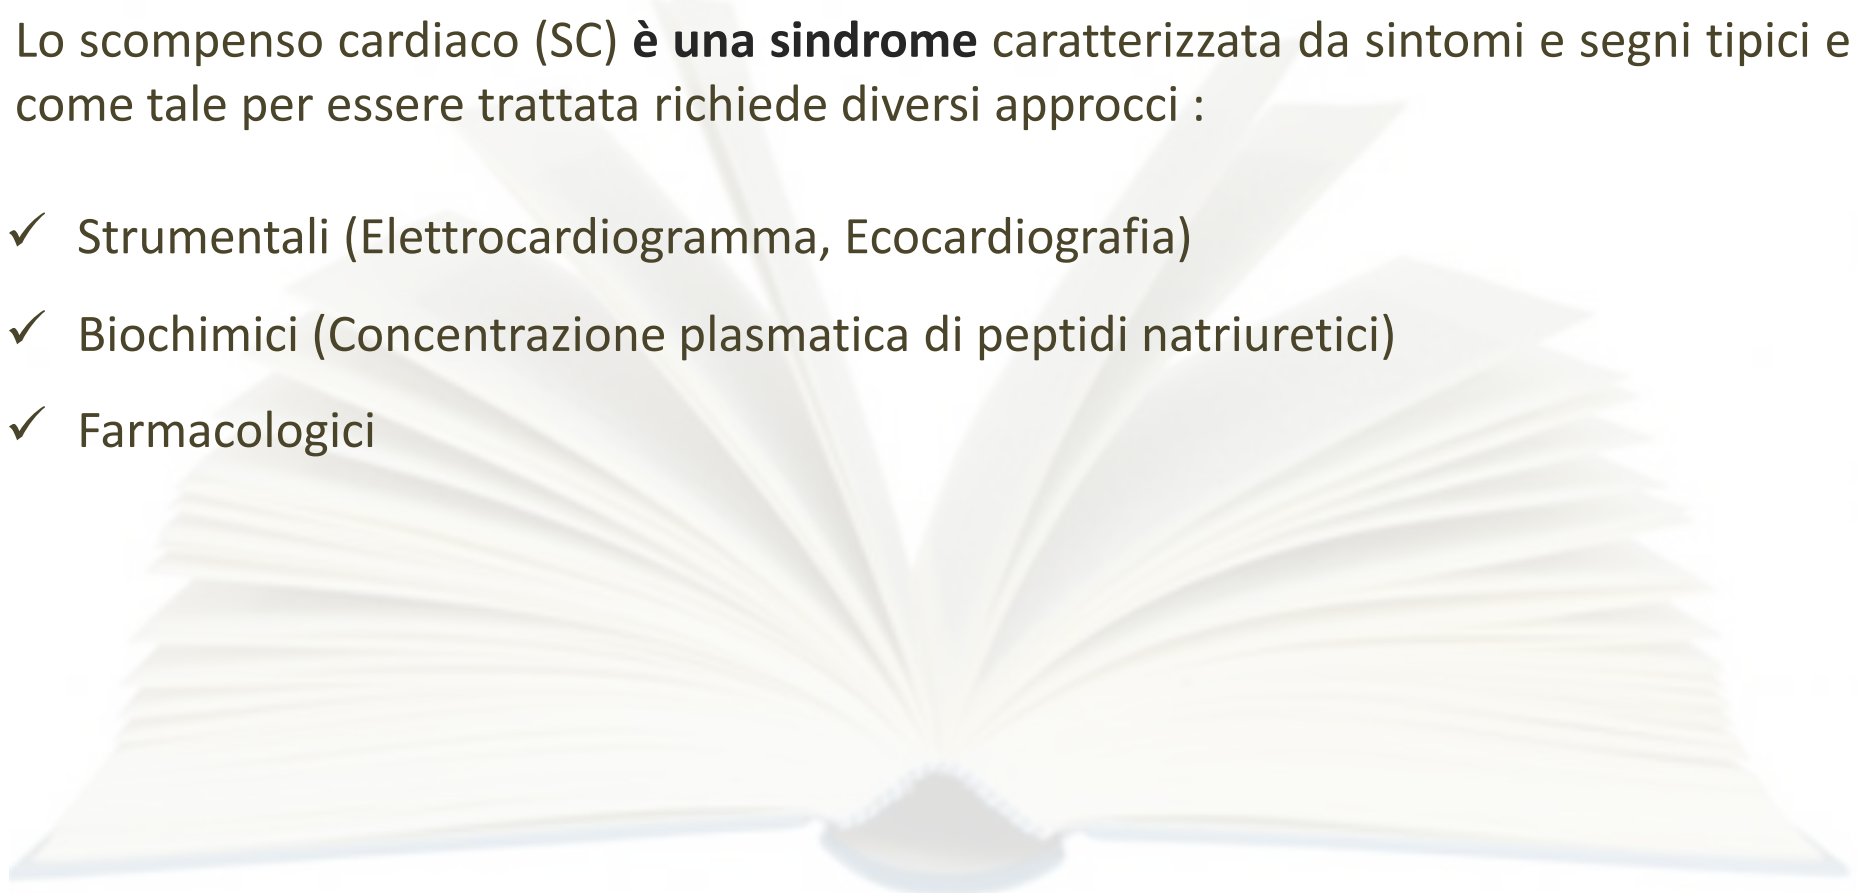 Lo scompenso cardiaco (SC) è una sindrome caratterizzata da sintomi e segni tipici e
come tale per essere trattata richiede diversi approcci :
✓ Strumentali (Elettrocardiogramma, Ecocardiografia)
✓ Biochimici (Concentrazione plasmatica di peptidi natriuretici)
✓ Farmacologici